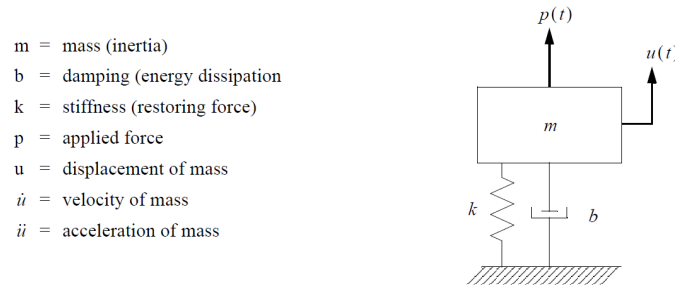 m = mass (inertia)
b = damping (energy dissipation
k = stiffness (restoring force)
p = applied force
u = displacement of mass
u̇ = velocity of mass
ü = acceleration of mass
p(t)
u(t)
m
k
b